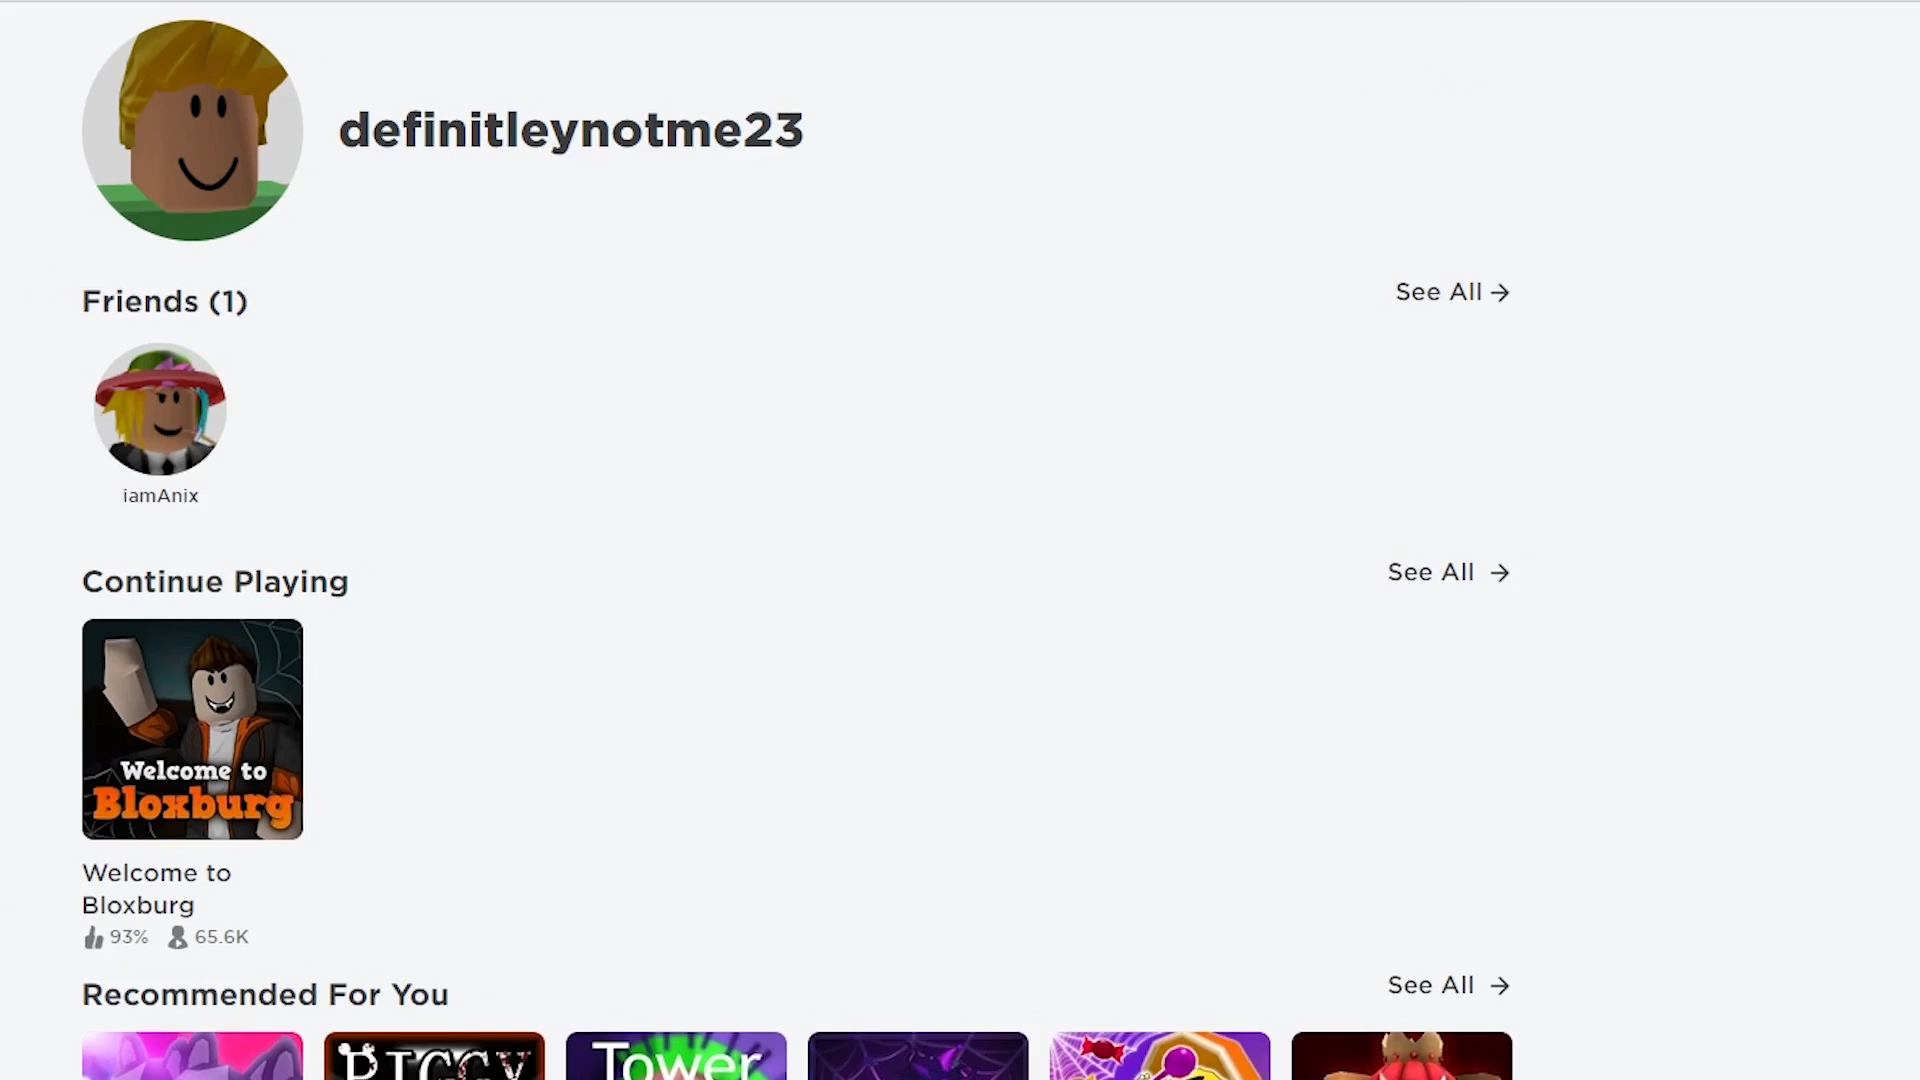 definitleynotme23
Friends (1)
See All
iamAnix
Continue Playing
See All
Welcome to
Bloxburg
Welcome to
Bloxburg
93% 65.6K
Recommended For You
See All
PIGGY
Tower